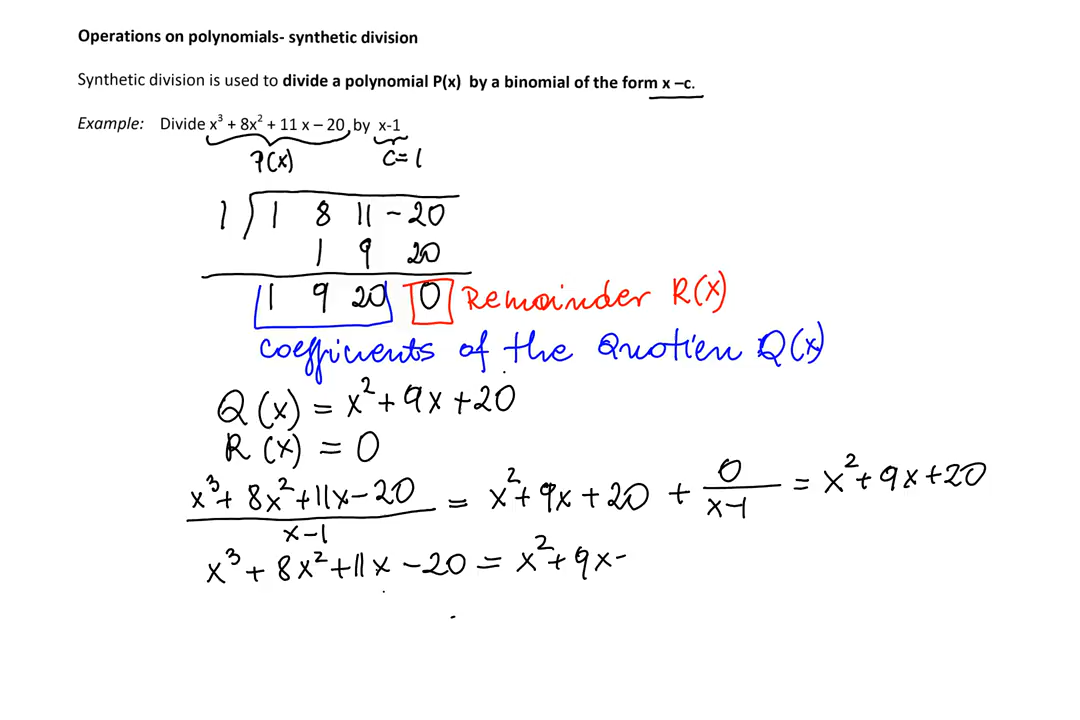 Operations on polynomials- synthetic division
Synthetic division is used to divide a polynomial P(x) by a binomial of the form x –c.
Example: Divide x³ + 8x² + 11 x – 20, by x-1
P(x) C= 1
1 ) 1 8 11 - 20
1 9 20
1 9 20 0 Remainder R(x)
coefficients of the Quotien Q(x)
Q (x) = x² + 9x + 20
R (x) = 0
x³ + 8x² + 11x - 20 / x-1 = x² + 9x + 20 + 0 / x-1 = x² + 9x + 20
x³ + 8x² + 11x - 20 = x² + 9x -